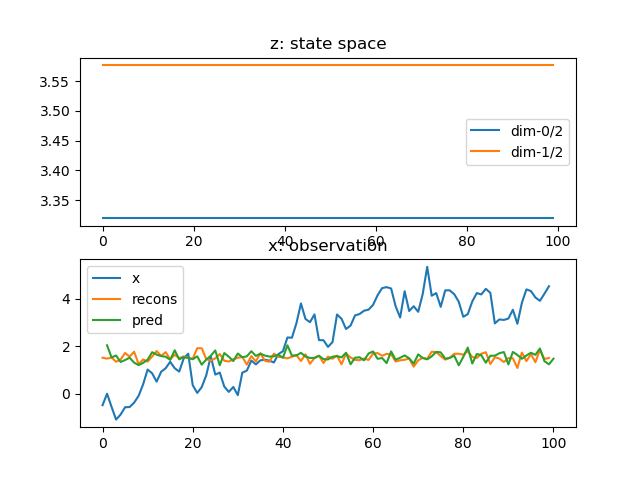 z: state space
3.55
3.50
3.45
3.40
3.35
dim-0/2
dim-1/2
0 20 40 60 80 100
x: observation
4
2
0
x
recons
pred
0 20 40 60 80 100